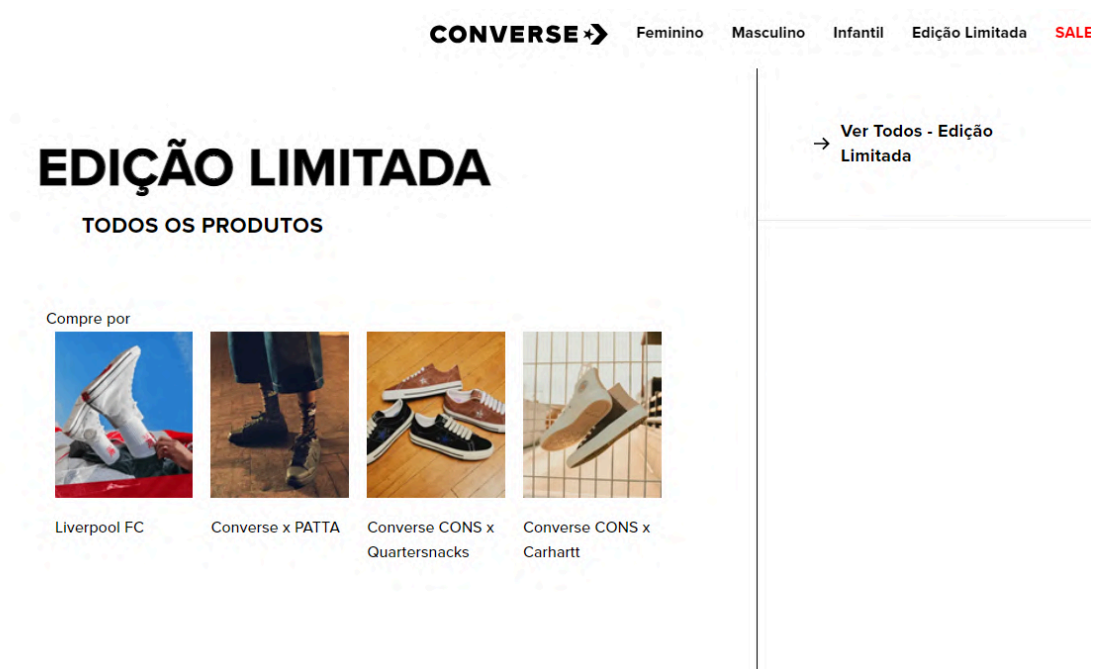 CONVERSE Feminino Masculino Infantil Edição Limitada SALE
EDIÇÃO LIMITADA
TODOS OS PRODUTOS
Compre por
Liverpool FC
Converse x PATTA
Converse CONS x
Quartersnacks
Converse CONS x
Carhartt
Ver Todos - Edição
Limitada